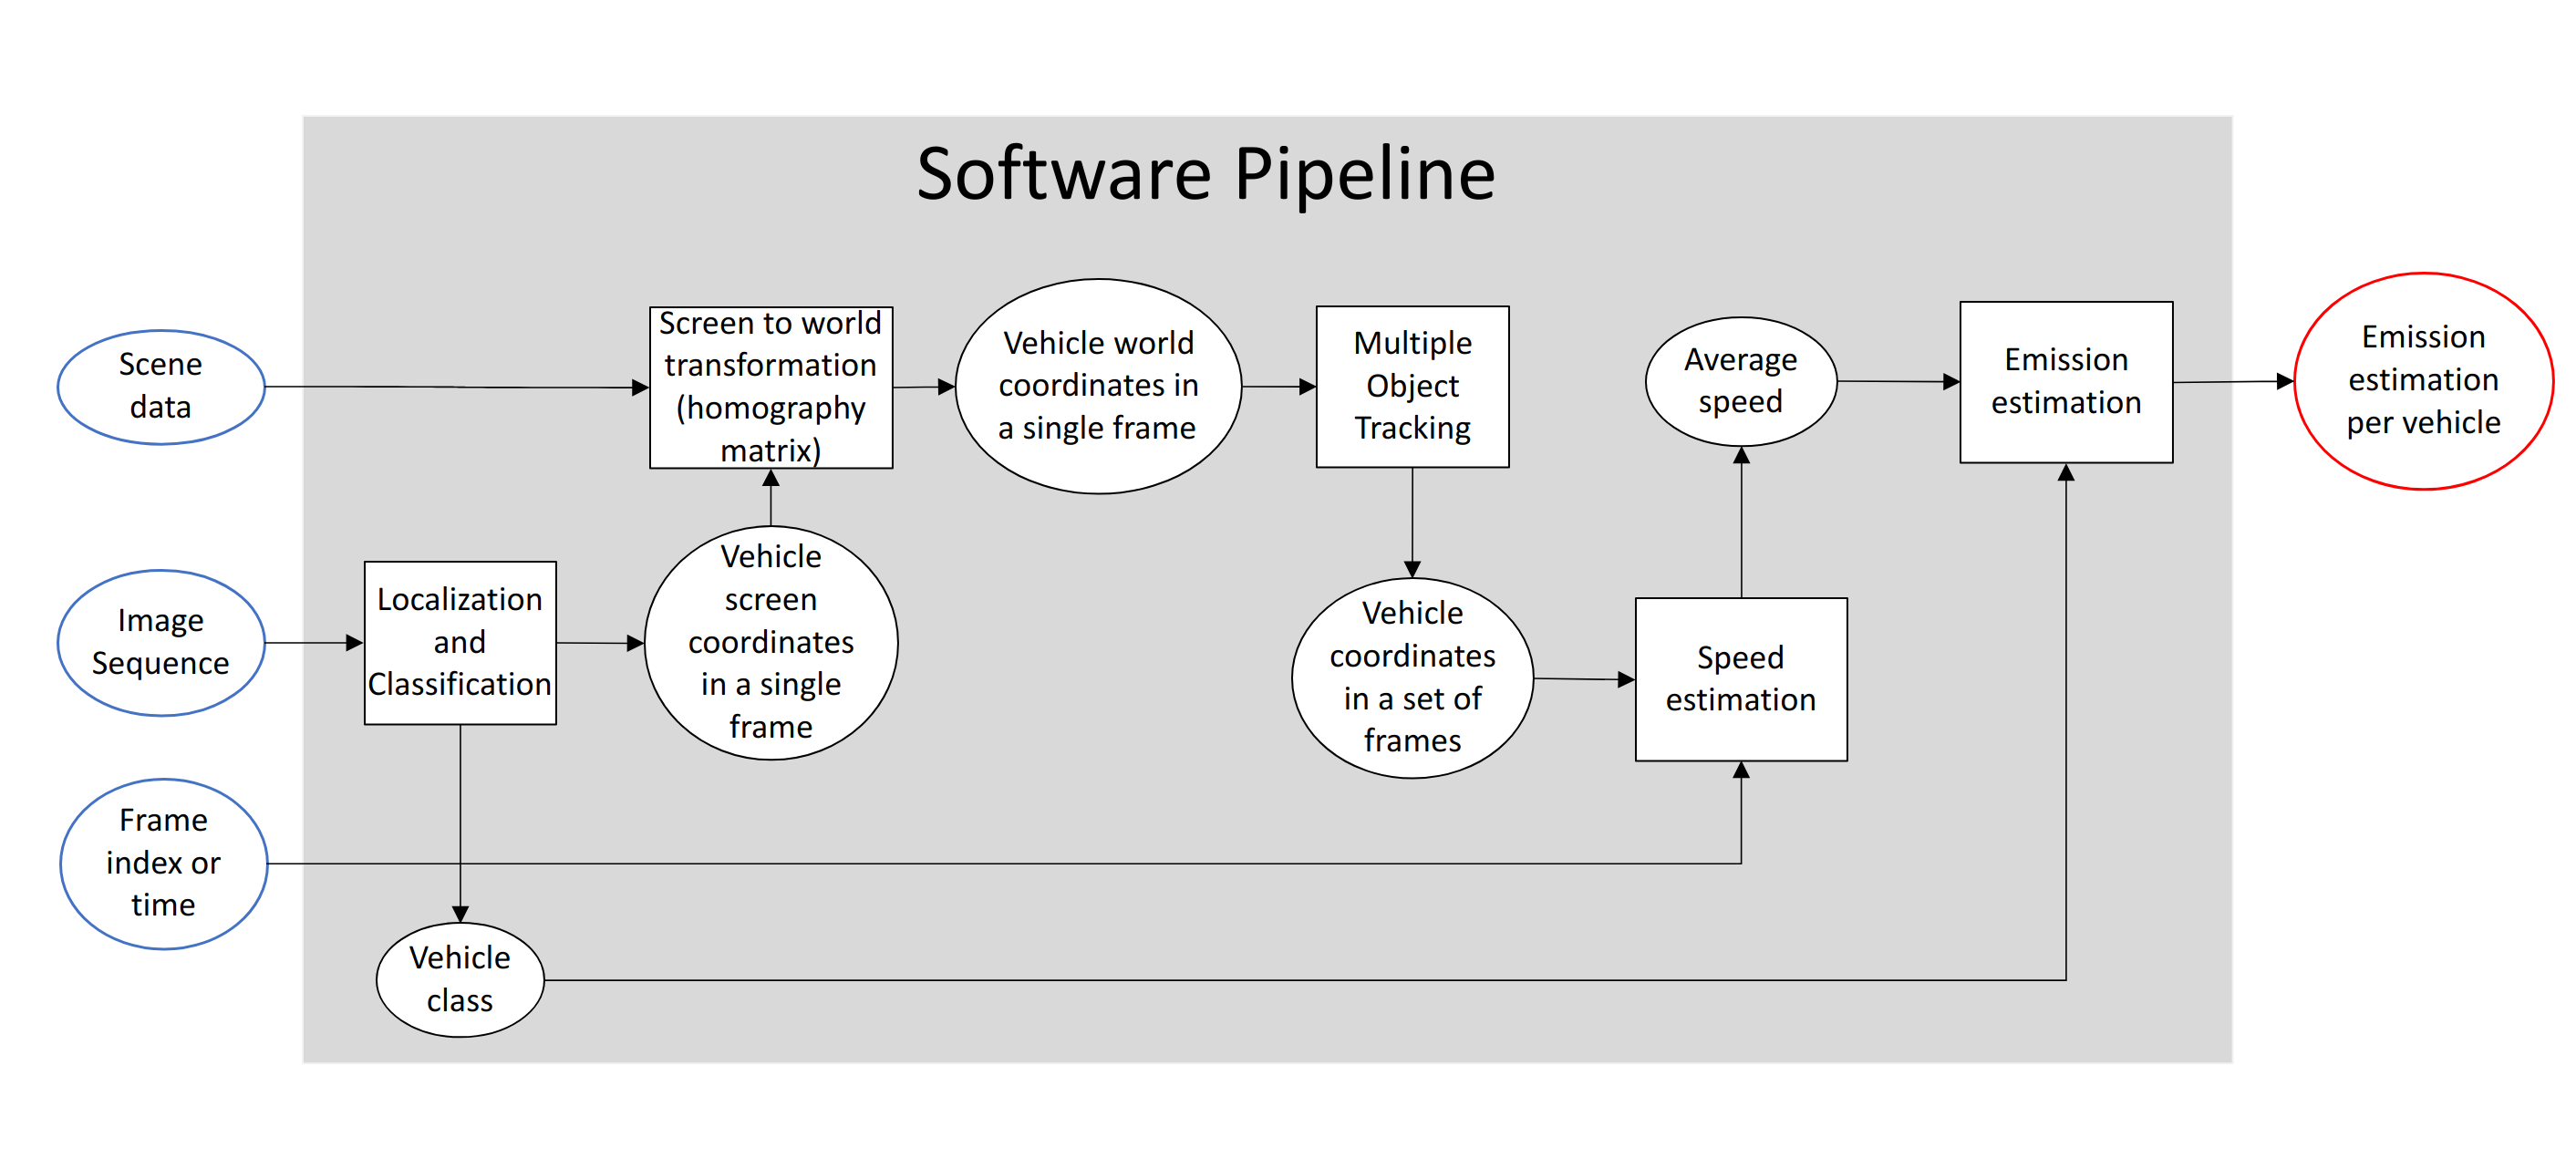 Software Pipeline
Scene
data
Screen to world
transformation
(homography
matrix)
Vehicle world
coordinates in
a single frame
Multiple
Object
Tracking
Average
speed
Emission
estimation
Emission
estimation
per vehicle
Image
Sequence
Localization
and
Classification
Vehicle
screen
coordinates
in a single
frame
Vehicle
coordinates
in a set of
frames
Speed
estimation
Frame
index or
time
Vehicle
class